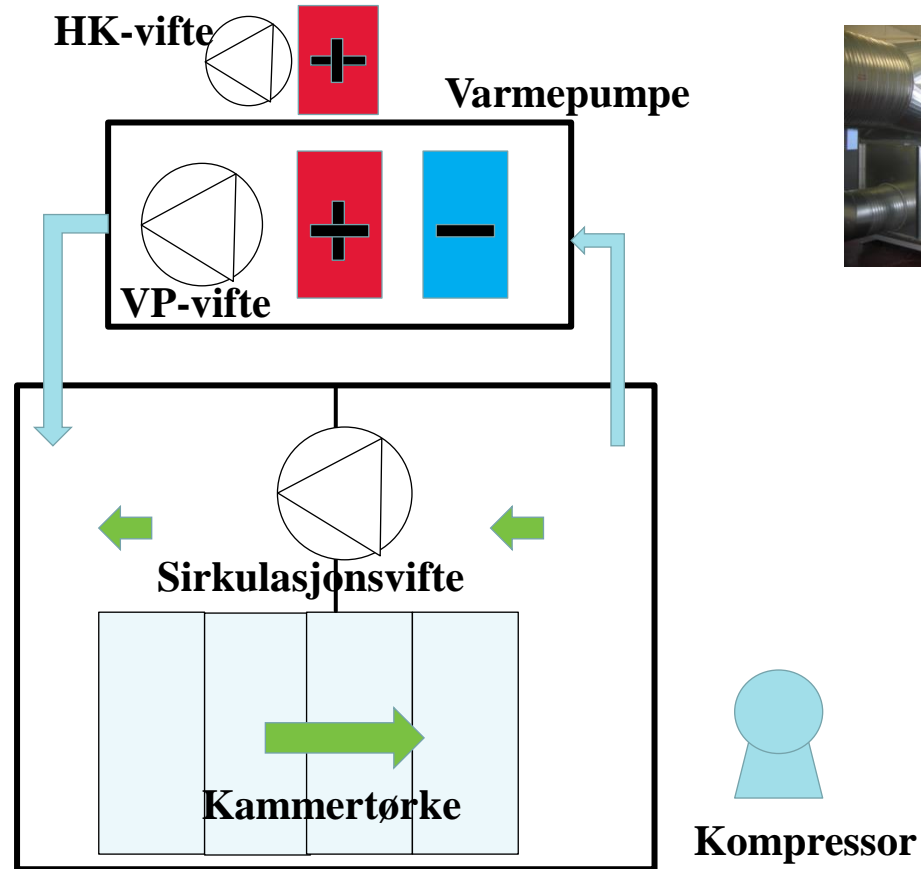 HK-vifte
Varmepumpe
VP-vifte
Sirkulasjonsvifte
Kammertørke
Kompressor